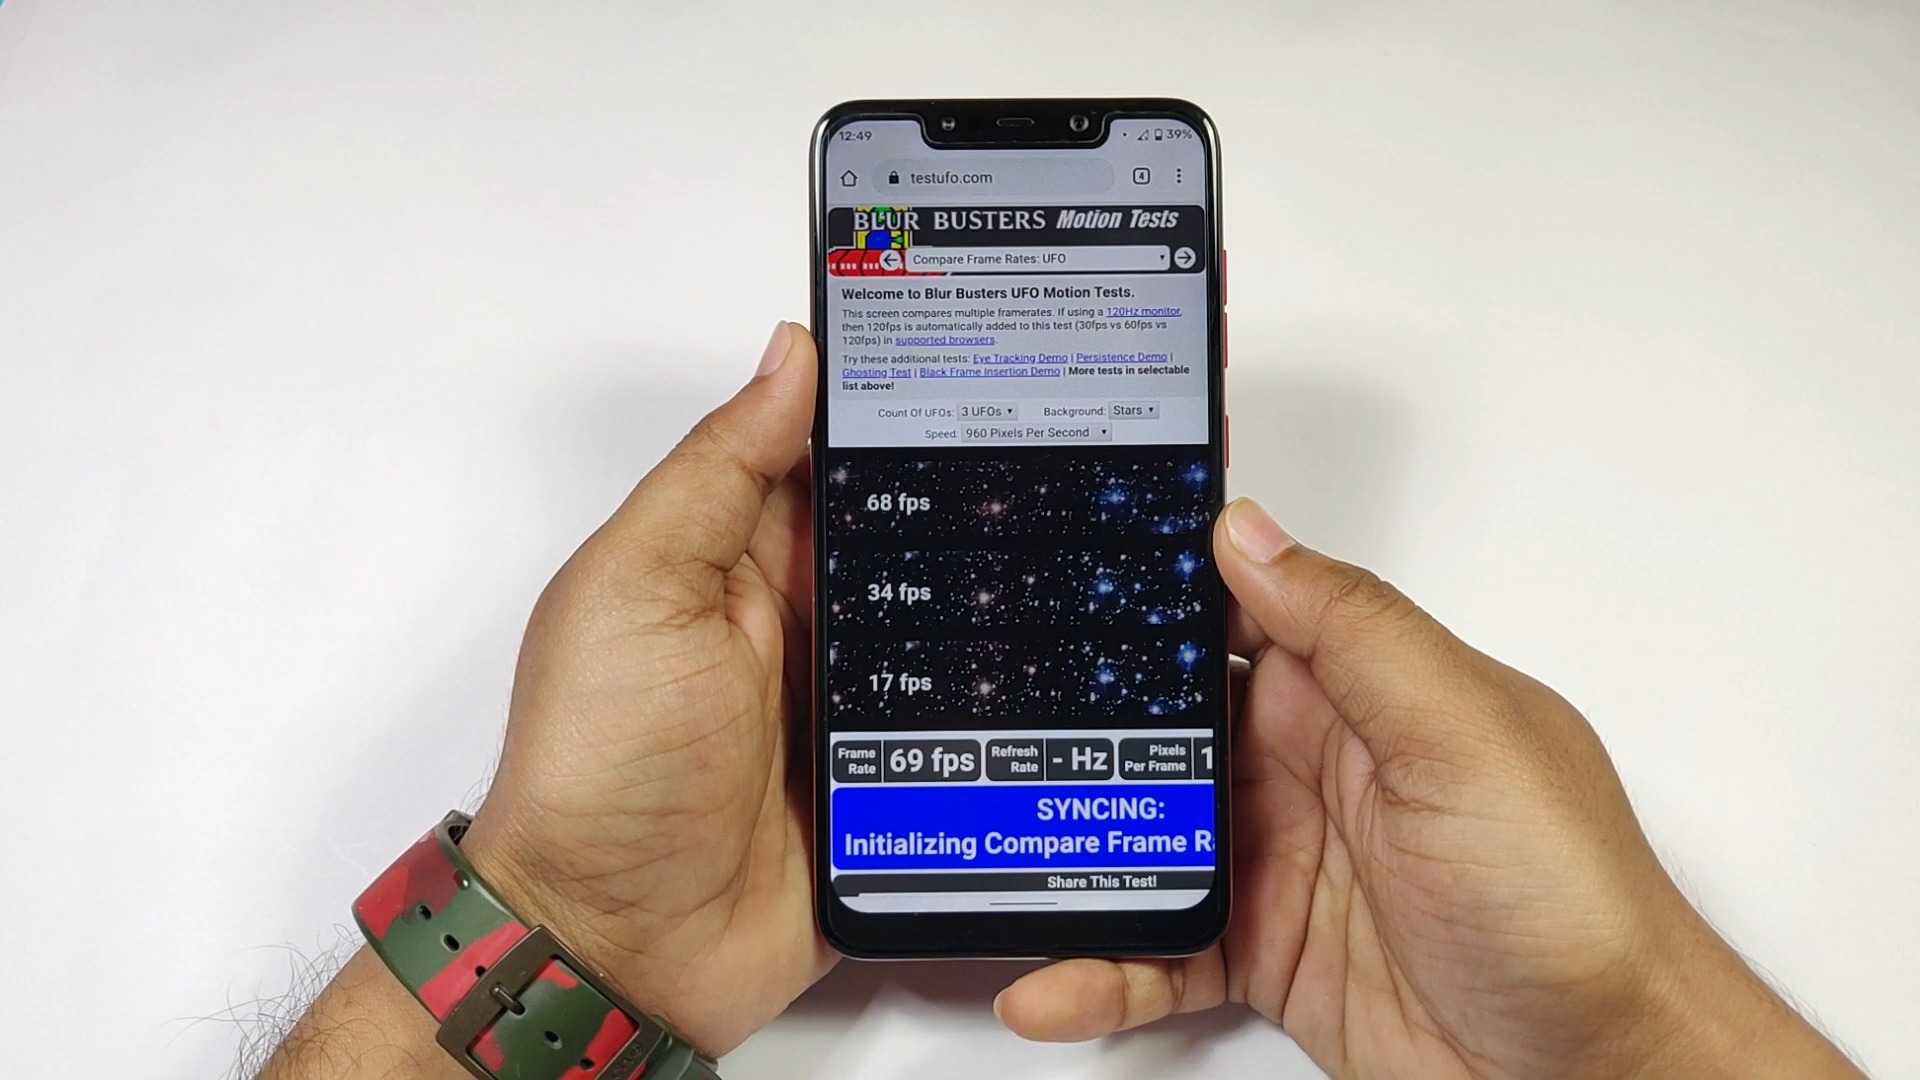 12:49 39%
testufo.com 4
BLUR BUSTERS Motion Tests
Compare Frame Rates: UFO
Welcome to Blur Busters UFO Motion Tests.
This screen compares multiple framerates. If using a 120Hz monitor,
then 120fps is automatically added to this test (30fps vs 60fps vs
120fps) in supported browsers.
Try these additional tests: Eye Tracking Demo | Persistence Demo |
Ghosting Test | Black Frame Insertion Demo | More tests in selectable
list above!
Count Of UFOs: 3 UFOs Background: Stars
Speed: 960 Pixels Per Second
68 fps
34 fps
17 fps
Frame Rate 69 fps Refresh Rate - Hz Pixels Per Frame 1
SYNCING:
Initializing Compare Frame R
Share This Test!